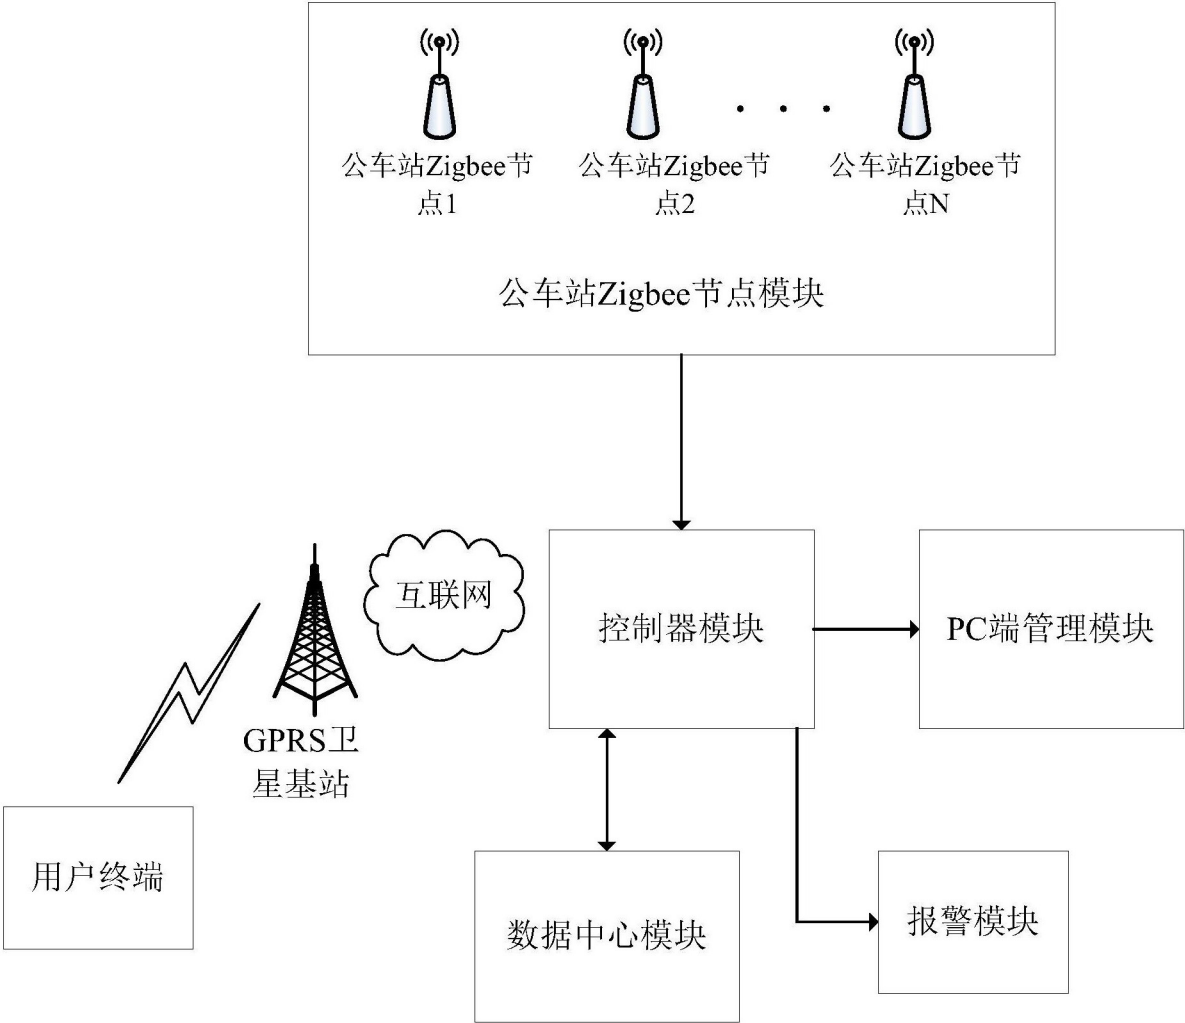 公车站Zigbee节
点1
公车站Zigbee节
点2
公车站Zigbee节
点N
公车站Zigbee节点模块
互联网
控制器模块
PC端管理模块
GPRS卫
星基站
用户终端
数据中心模块
报警模块